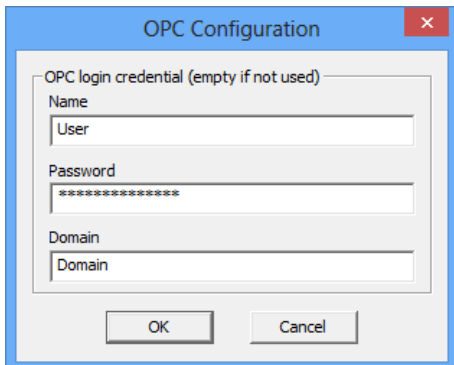 OPC Configuration
OPC login credential (empty if not used)
Name
User
Password
**************
Domain
Domain
OK
Cancel